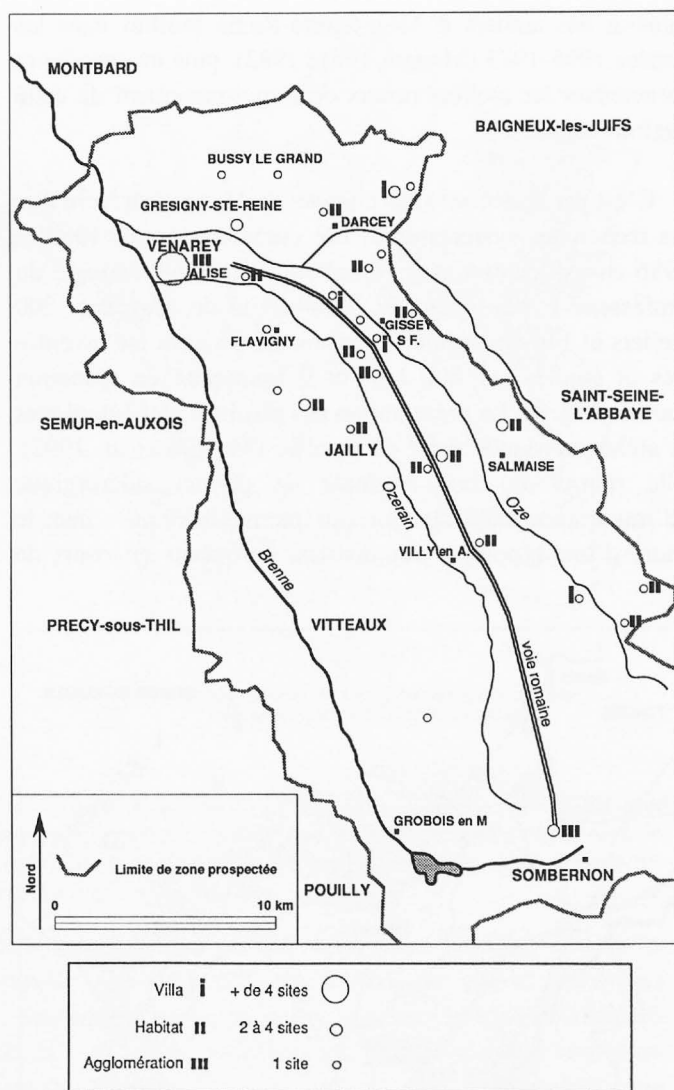 MONTBARD
BAIGNEUX-les-JUIFS
BUSSY LE GRAND
GRESIGNY-STE-REINE
DARCEY
VENAREY
ALISE
GISSEY
S F.
FLAVIGNY
SAINT-SEINE-
L'ABBAYE
SEMUR-en-AUXOIS
JAILLY
SALMAISE
Ozerain
Oze
VILLY en A.
Brenne
PRECY-sous-THIL
VITTEAUX
voie romaine
GROBOIS en M
SOMBERNON
POUILLY
Nord
Limite de zone prospectée
0 10 km
Villa + de 4 sites
Habitat 2 à 4 sites
Agglomération 1 site